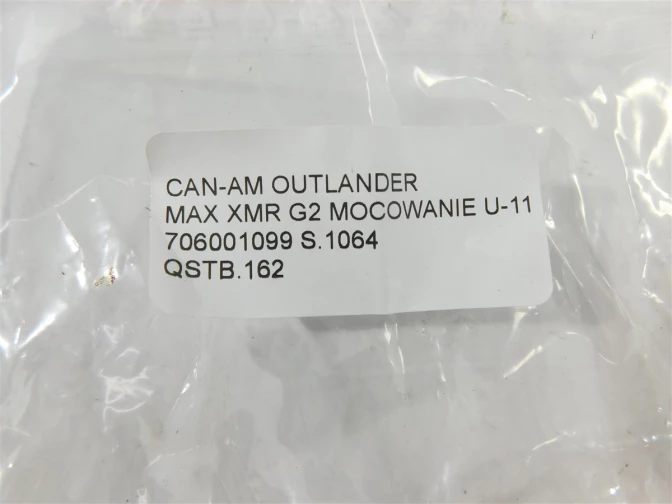 CAN-AM OUTLANDER
MAX XMR G2 MOCOWANIE U-11
706001099 S.1064
QSTB.162